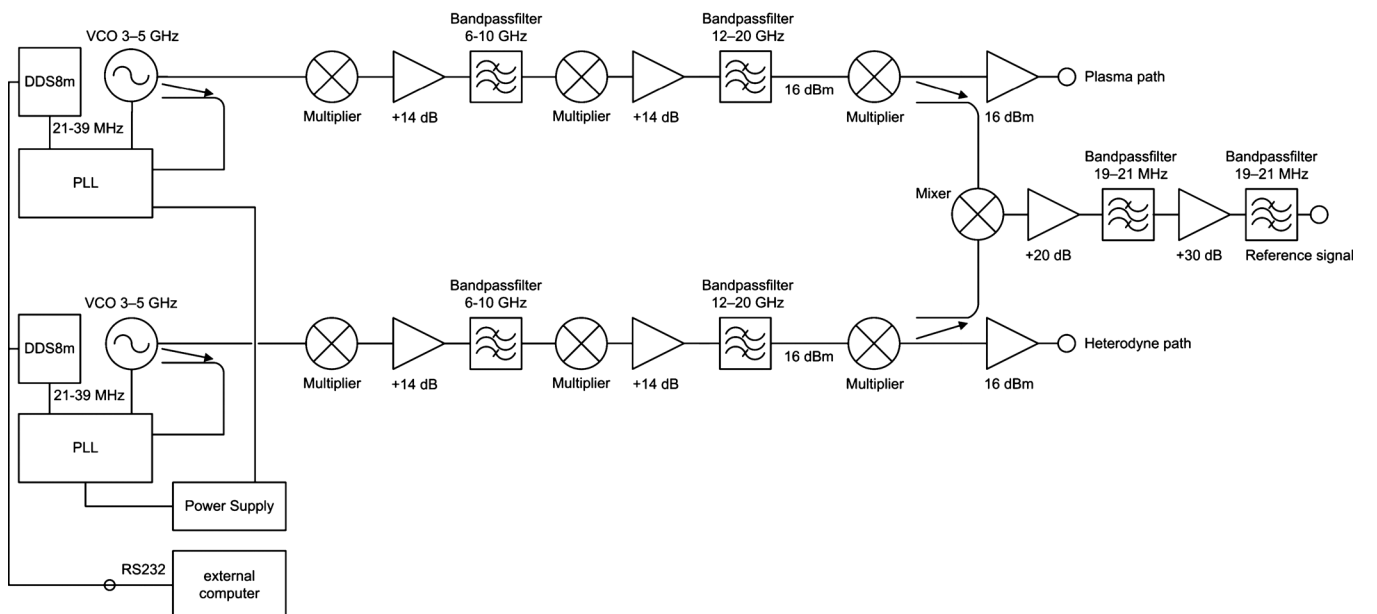 VCO 3–5 GHz
DDS8m
21-39 MHz
PLL
Multiplier
+14 dB
Bandpassfilter
6-10 GHz
Multiplier
+14 dB
Bandpassfilter
12–20 GHz
16 dBm
Multiplier
16 dBm
Plasma path
Mixer
+20 dB
Bandpassfilter
19–21 MHz
+30 dB
Bandpassfilter
19–21 MHz
Reference signal
VCO 3–5 GHz
DDS8m
21-39 MHz
PLL
Multiplier
+14 dB
Bandpassfilter
6-10 GHz
Multiplier
+14 dB
Bandpassfilter
12–20 GHz
16 dBm
Multiplier
16 dBm
Heterodyne path
Power Supply
RS232
external
computer